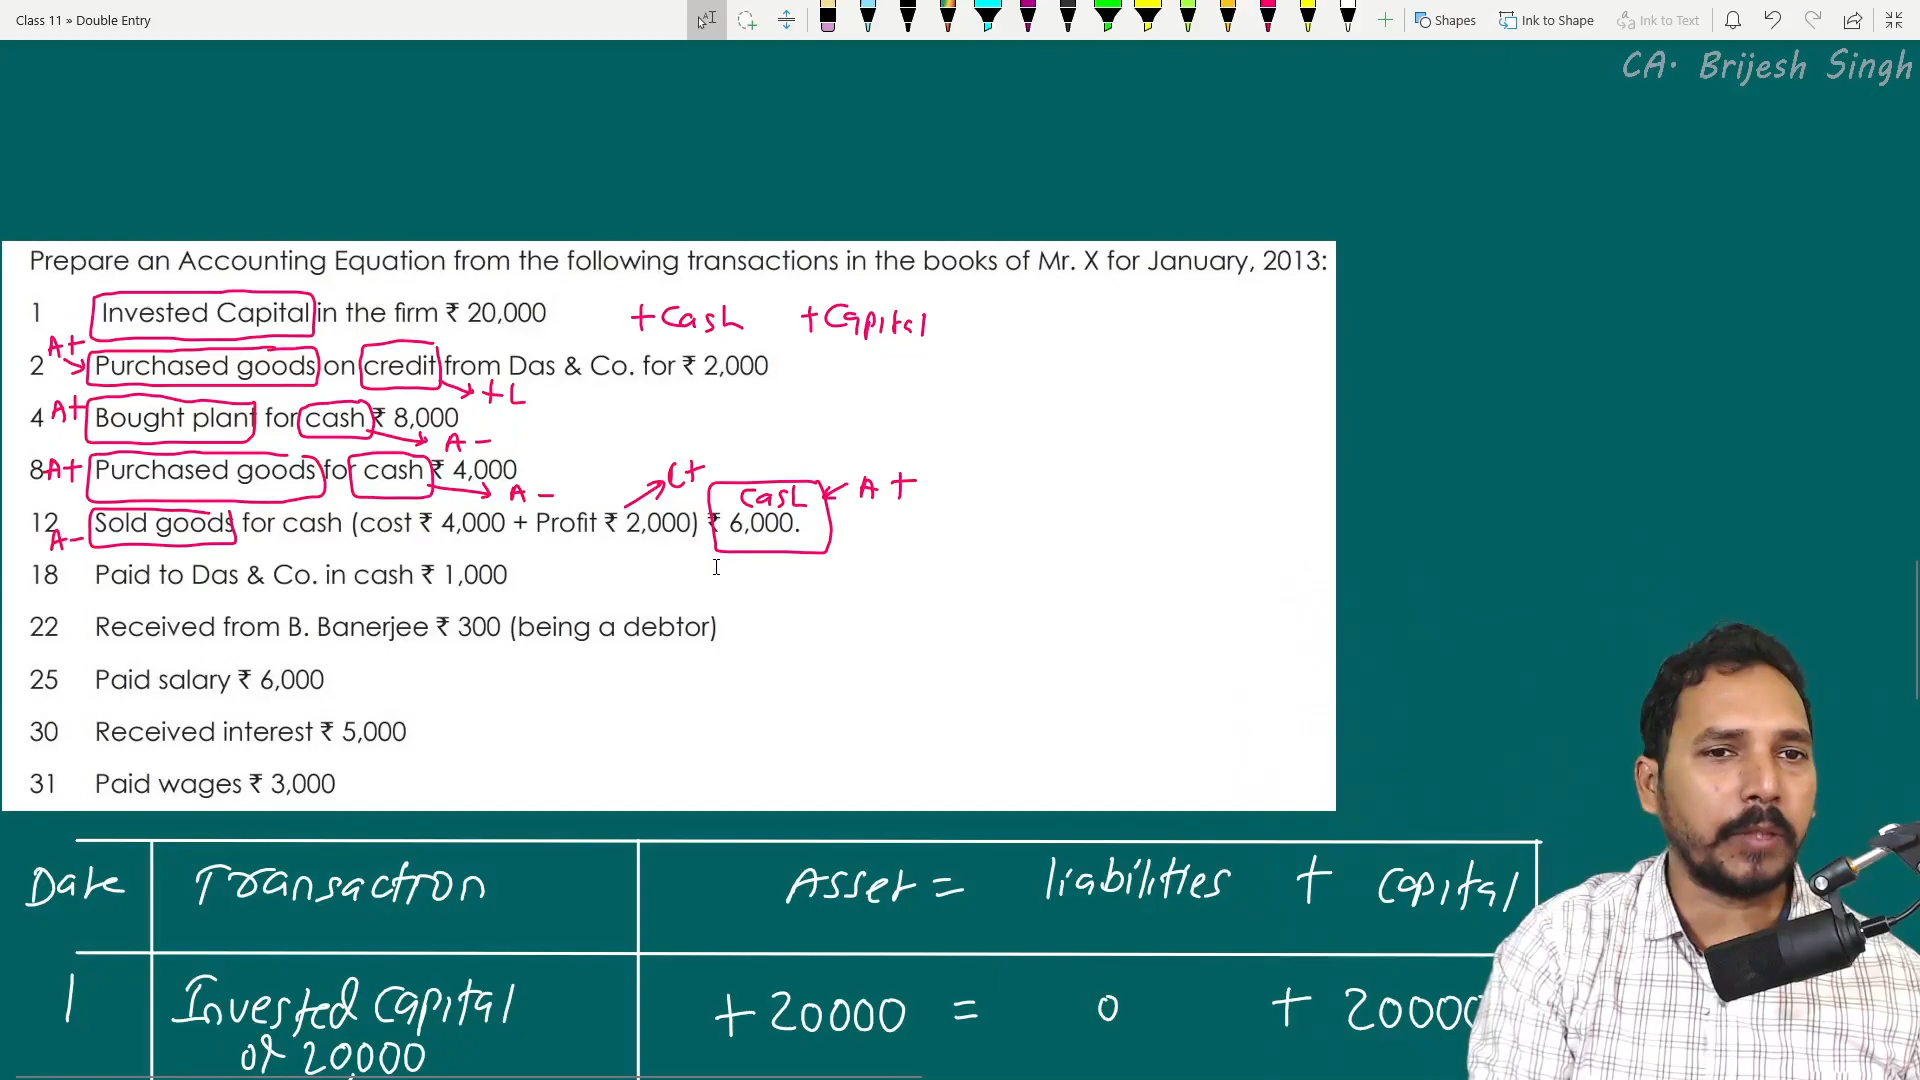 Class 11 » Double Entry
Shapes
Ink to Shape
Ink to Text
CA. Brijesh Singh
Prepare an Accounting Equation from the following transactions in the books of Mr. X for January, 2013:
1 Invested Capital in the firm ₹ 20,000 +Cash +Capital
A+
2 Purchased goods on credit from Das & Co. for ₹ 2,000
+L
4 A+ Bought plant for cash ₹ 8,000
A-
8 A+ Purchased goods for cash ₹ 4,000
A-
C+
Cash A+
12 Sold goods for cash (cost ₹ 4,000 + Profit ₹ 2,000) ₹ 6,000.
A-
18 Paid to Das & Co. in cash ₹ 1,000
22 Received from B. Banerjee ₹ 300 (being a debtor)
25 Paid salary ₹ 6,000
30 Received interest ₹ 5,000
31 Paid wages ₹ 3,000
Date Transaction Asset = liabilities + Capital
1 Invested Capital +20000 = 0 + 20000
of 20,000